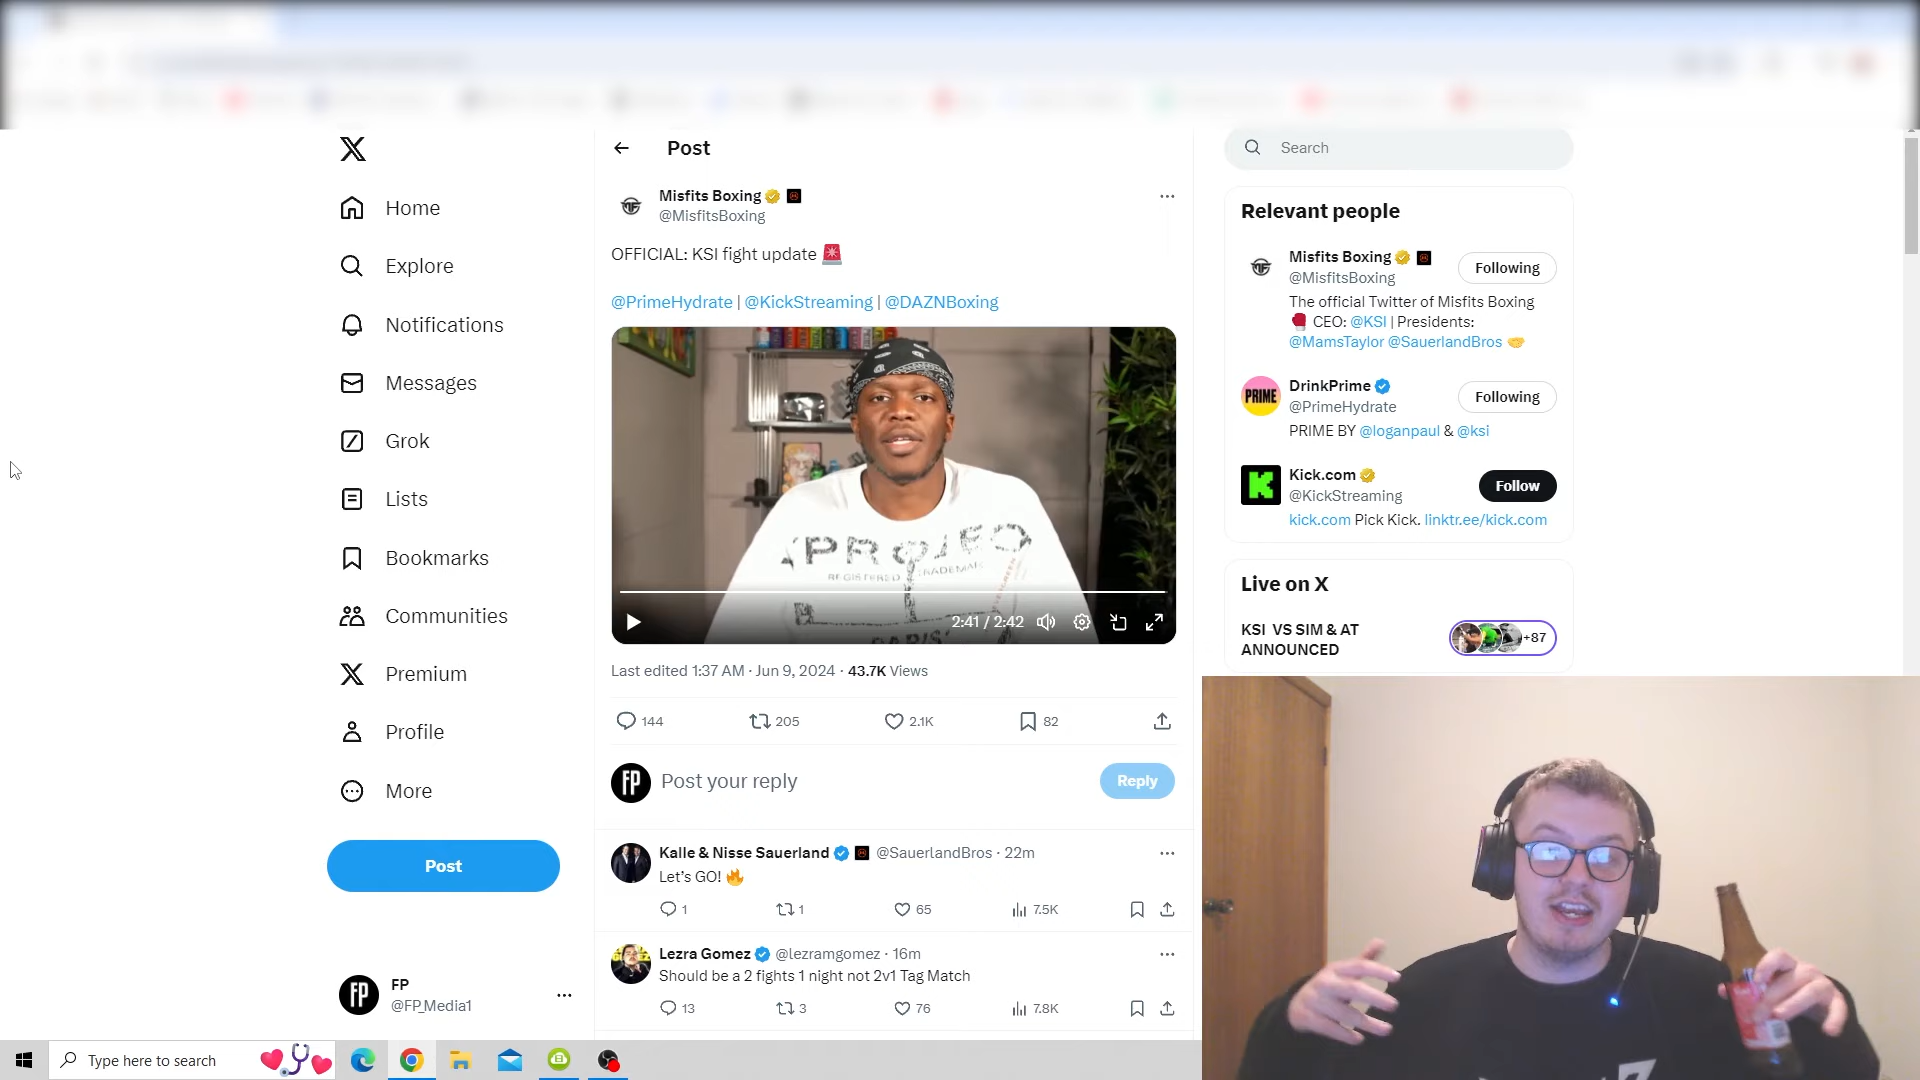 Post
Search
Home
Explore
Notifications
Messages
Grok
Lists
Bookmarks
Communities
Premium
Profile
More
Post
FP
@FP_Media1
Misfits Boxing
@MisfitsBoxing
OFFICIAL: KSI fight update
@PrimeHydrate | @KickStreaming | @DAZNBoxing
REGISTERED TRADEMARK
PARIS
2:41 / 2:42
Last edited 1:37 AM · Jun 9, 2024 · 43.7K Views
144 205 2.1K 82
FP
Post your reply
Reply
Kalle & Nisse Sauerland @SauerlandBros · 22m
Let's GO!
1 1 65 7.5K
Lezra Gomez @lezramgomez · 16m
Should be a 2 fights 1 night not 2v1 Tag Match
13 3 76 7.8K
Relevant people
Misfits Boxing
@MisfitsBoxing
Following
The official Twitter of Misfits Boxing
CEO: @KSI | Presidents:
@MamsTaylor @SauerlandBros
PRIME
DrinkPrime
@PrimeHydrate
Following
PRIME BY @loganpaul & @ksi
Kick.com
@KickStreaming
Follow
kick.com Pick Kick. linktr.ee/kick.com
Live on X
KSI VS SIM & AT
ANNOUNCED
+87
FP
Type here to search